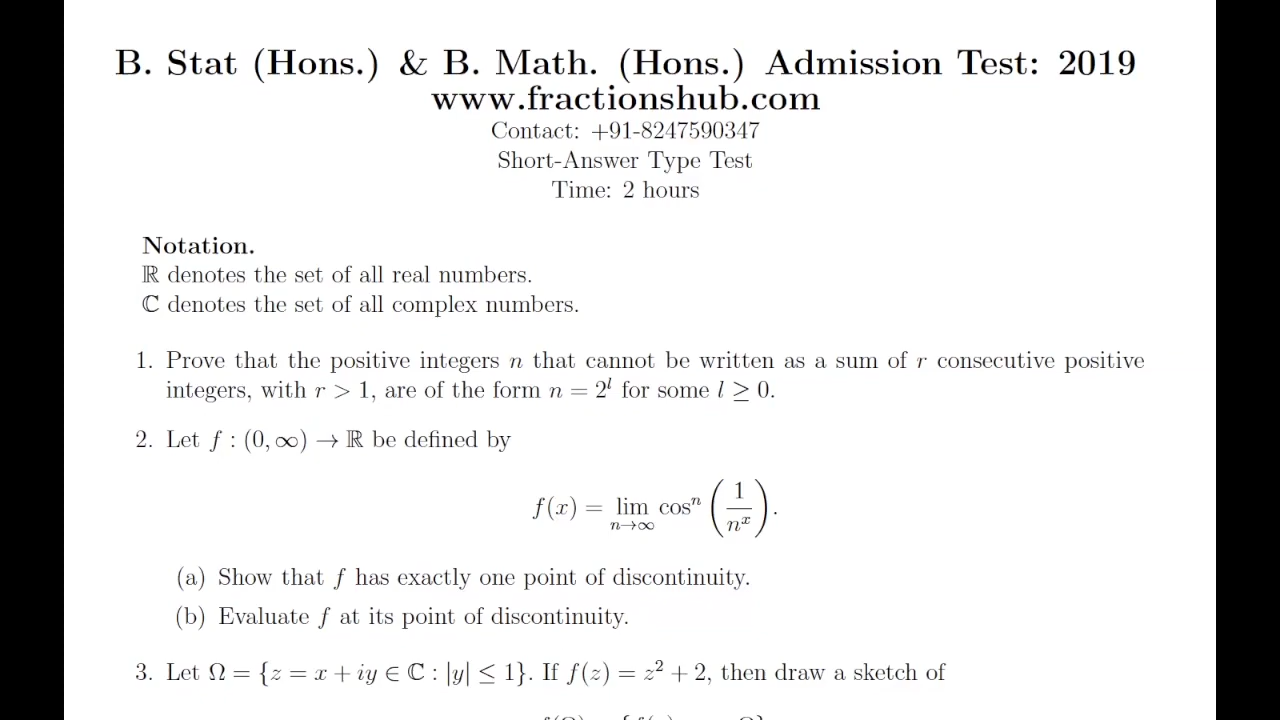 B. Stat (Hons.) & B. Math. (Hons.) Admission Test: 2019
www.fractionshub.com
Contact: +91-8247590347
Short-Answer Type Test
Time: 2 hours
Notation.
ℝ denotes the set of all real numbers.
ℂ denotes the set of all complex numbers.
1. Prove that the positive integers n that cannot be written as a sum of r consecutive positive
integers, with r > 1, are of the form n = 2^l for some l ≥ 0.
2. Let f : (0, ∞) → ℝ be defined by
f(x) = lim_{n→∞} cos^n (1/n^x).
(a) Show that f has exactly one point of discontinuity.
(b) Evaluate f at its point of discontinuity.
3. Let Ω = {z = x + iy ∈ ℂ : |y| ≤ 1}. If f(z) = z² + 2, then draw a sketch of